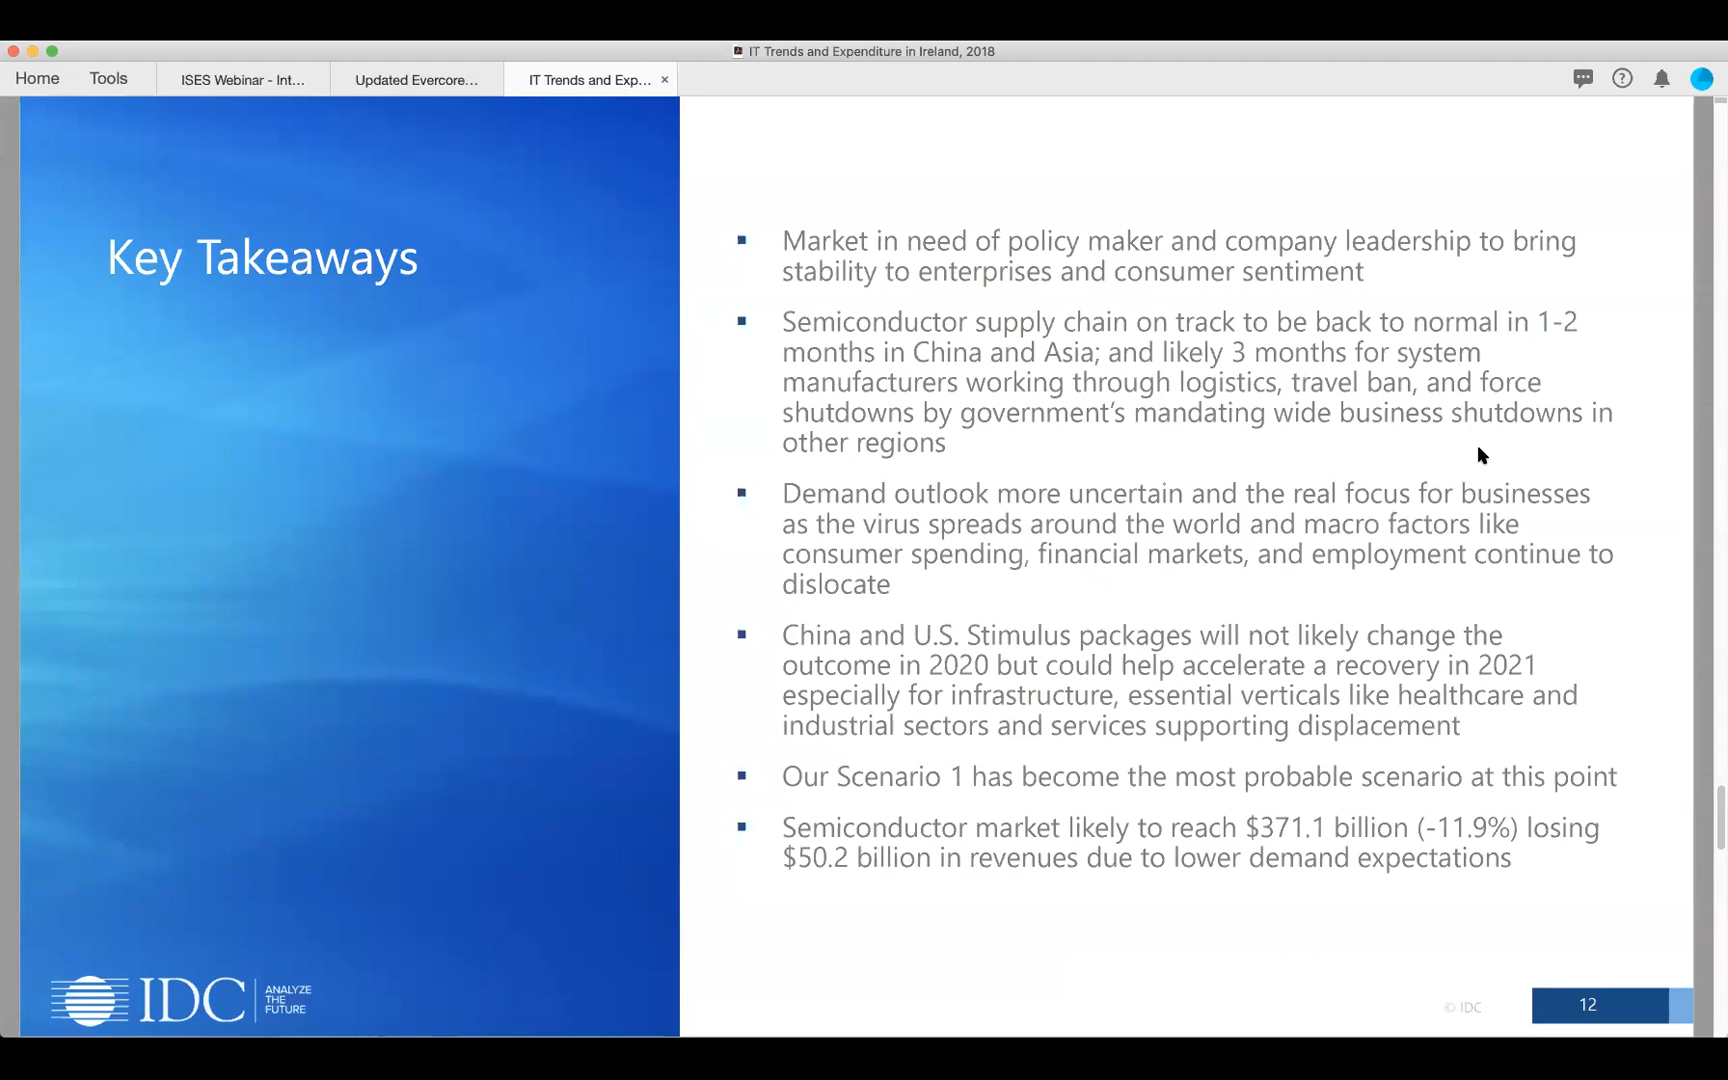 IT Trends and Expenditure in Ireland, 2018
Home
Tools
ISES Webinar - Int...
Updated Evercore...
IT Trends and Exp...
×
?
Key Takeaways
▪ Market in need of policy maker and company leadership to bring
stability to enterprises and consumer sentiment
▪ Semiconductor supply chain on track to be back to normal in 1-2
months in China and Asia; and likely 3 months for system
manufacturers working through logistics, travel ban, and force
shutdowns by government's mandating wide business shutdowns in
other regions
▪ Demand outlook more uncertain and the real focus for businesses
as the virus spreads around the world and macro factors like
consumer spending, financial markets, and employment continue to
dislocate
▪ China and U.S. Stimulus packages will not likely change the
outcome in 2020 but could help accelerate a recovery in 2021
especially for infrastructure, essential verticals like healthcare and
industrial sectors and services supporting displacement
▪ Our Scenario 1 has become the most probable scenario at this point
▪ Semiconductor market likely to reach $371.1 billion (-11.9%) losing
$50.2 billion in revenues due to lower demand expectations
IDC
ANALYZE
THE
FUTURE
© IDC
12